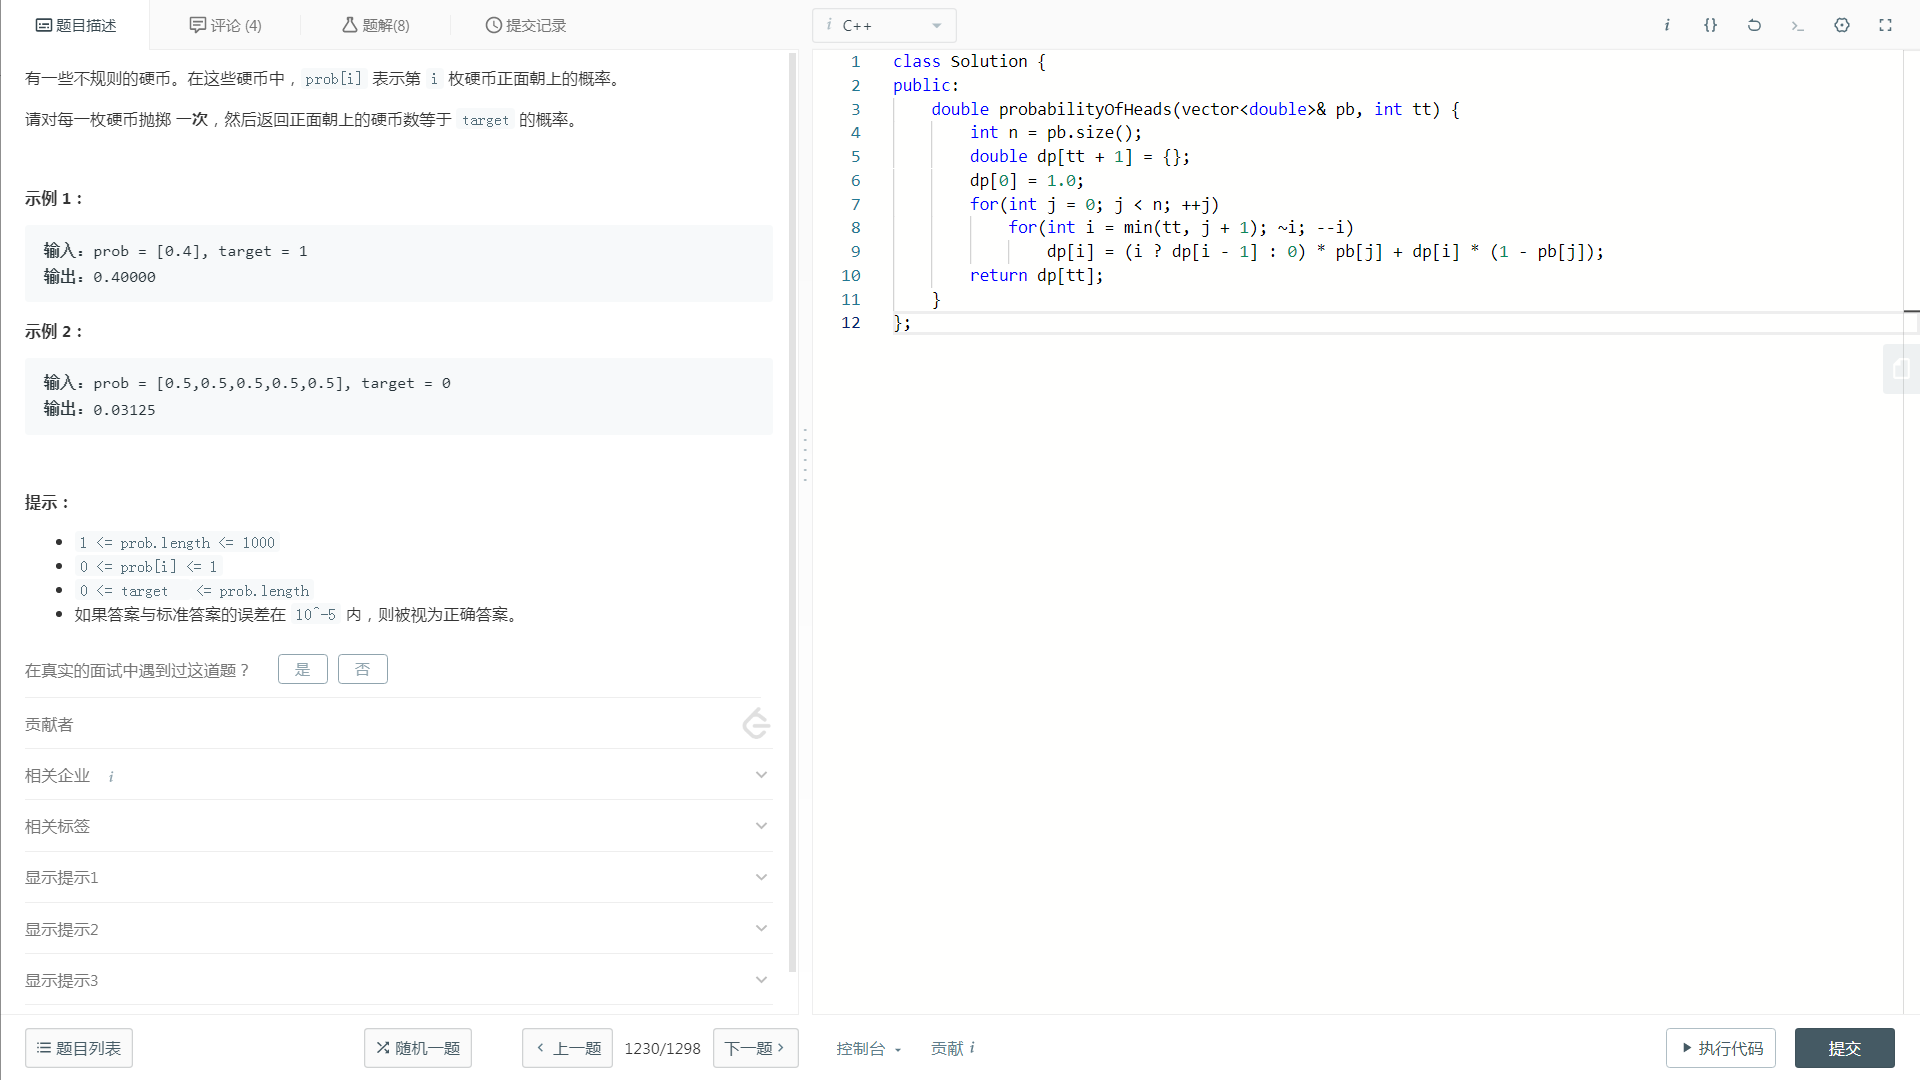 题目描述
评论 (4)
题解(8)
提交记录
有一些不规则的硬币。在这些硬币中，prob[i] 表示第 i 枚硬币正面朝上的概率。
请对每一枚硬币抛掷 一次，然后返回正面朝上的硬币数等于 target 的概率。
示例 1：
输入：prob = [0.4], target = 1
输出：0.40000
示例 2：
输入：prob = [0.5,0.5,0.5,0.5,0.5], target = 0
输出：0.03125
提示：
1 <= prob.length <= 1000
0 <= prob[i] <= 1
0 <= target <= prob.length
如果答案与标准答案的误差在 10^-5 内，则被视为正确答案。
在真实的面试中遇到过这道题？ 是 否
贡献者
相关企业 i
相关标签
显示提示1
显示提示2
显示提示3
题目列表
随机一题
上一题
1230/1298
下一题
i C++
i {}
1 class Solution {
2 public:
3     double probabilityOfHeads(vector<double>& pb, int tt) {
4         int n = pb.size();
5         double dp[tt + 1] = {};
6         dp[0] = 1.0;
7         for(int j = 0; j < n; ++j)
8             for(int i = min(tt, j + 1); ~i; --i)
9                 dp[i] = (i ? dp[i - 1] : 0) * pb[j] + dp[i] * (1 - pb[j]);
10         return dp[tt];
11     }
12 };
控制台
贡献 i
执行代码
提交